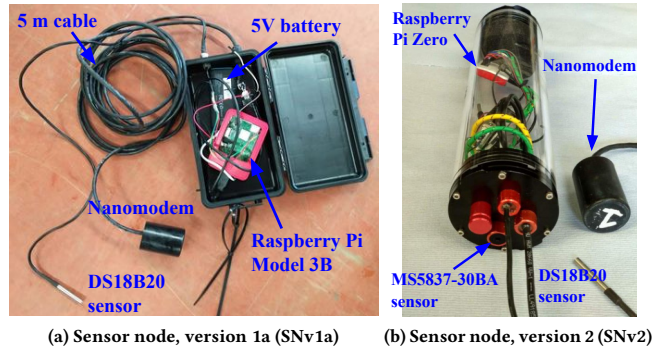 5 m cable
5V battery
Nanomodem
Raspberry Pi
Model 3B
DS18B20
sensor
(a) Sensor node, version 1a (SNv1a)
Raspberry
Pi Zero
Nanomodem
MS5837-30BA
sensor
DS18B20
sensor
(b) Sensor node, version 2 (SNv2)